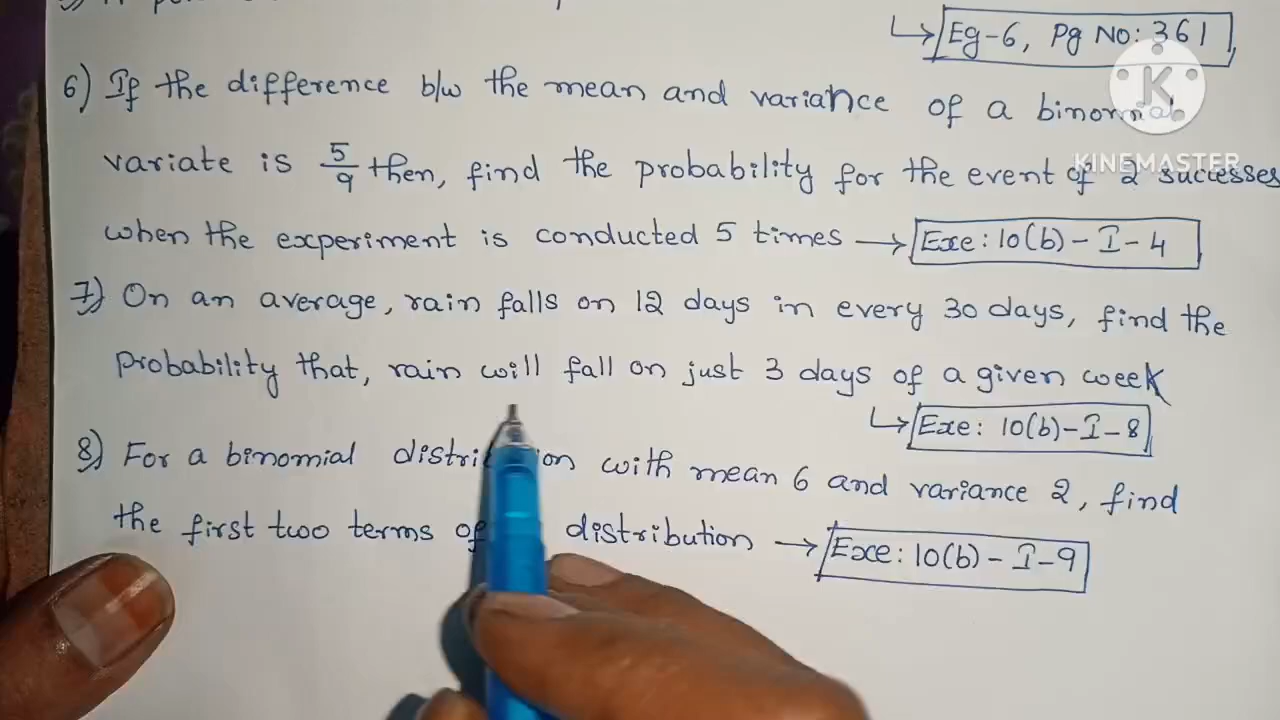 Eg-6, Pg No: 361
6) If the difference b/w the mean and variance of a
variate is 5/9 then, find the probability for the event of 2 successes
when the experiment is conducted 5 times → Exe: 10(b) - I - 4
7) On an average, rain falls on 12 days in every 30 days, find the
probability that, rain will fall on just 3 days of a given week
Exe: 10(b) - I - 8
8) For a binomial with mean 6 and variance 2, find
the first two terms of distribution → Exe: 10(b) - I - 9
K
KINEMASTER